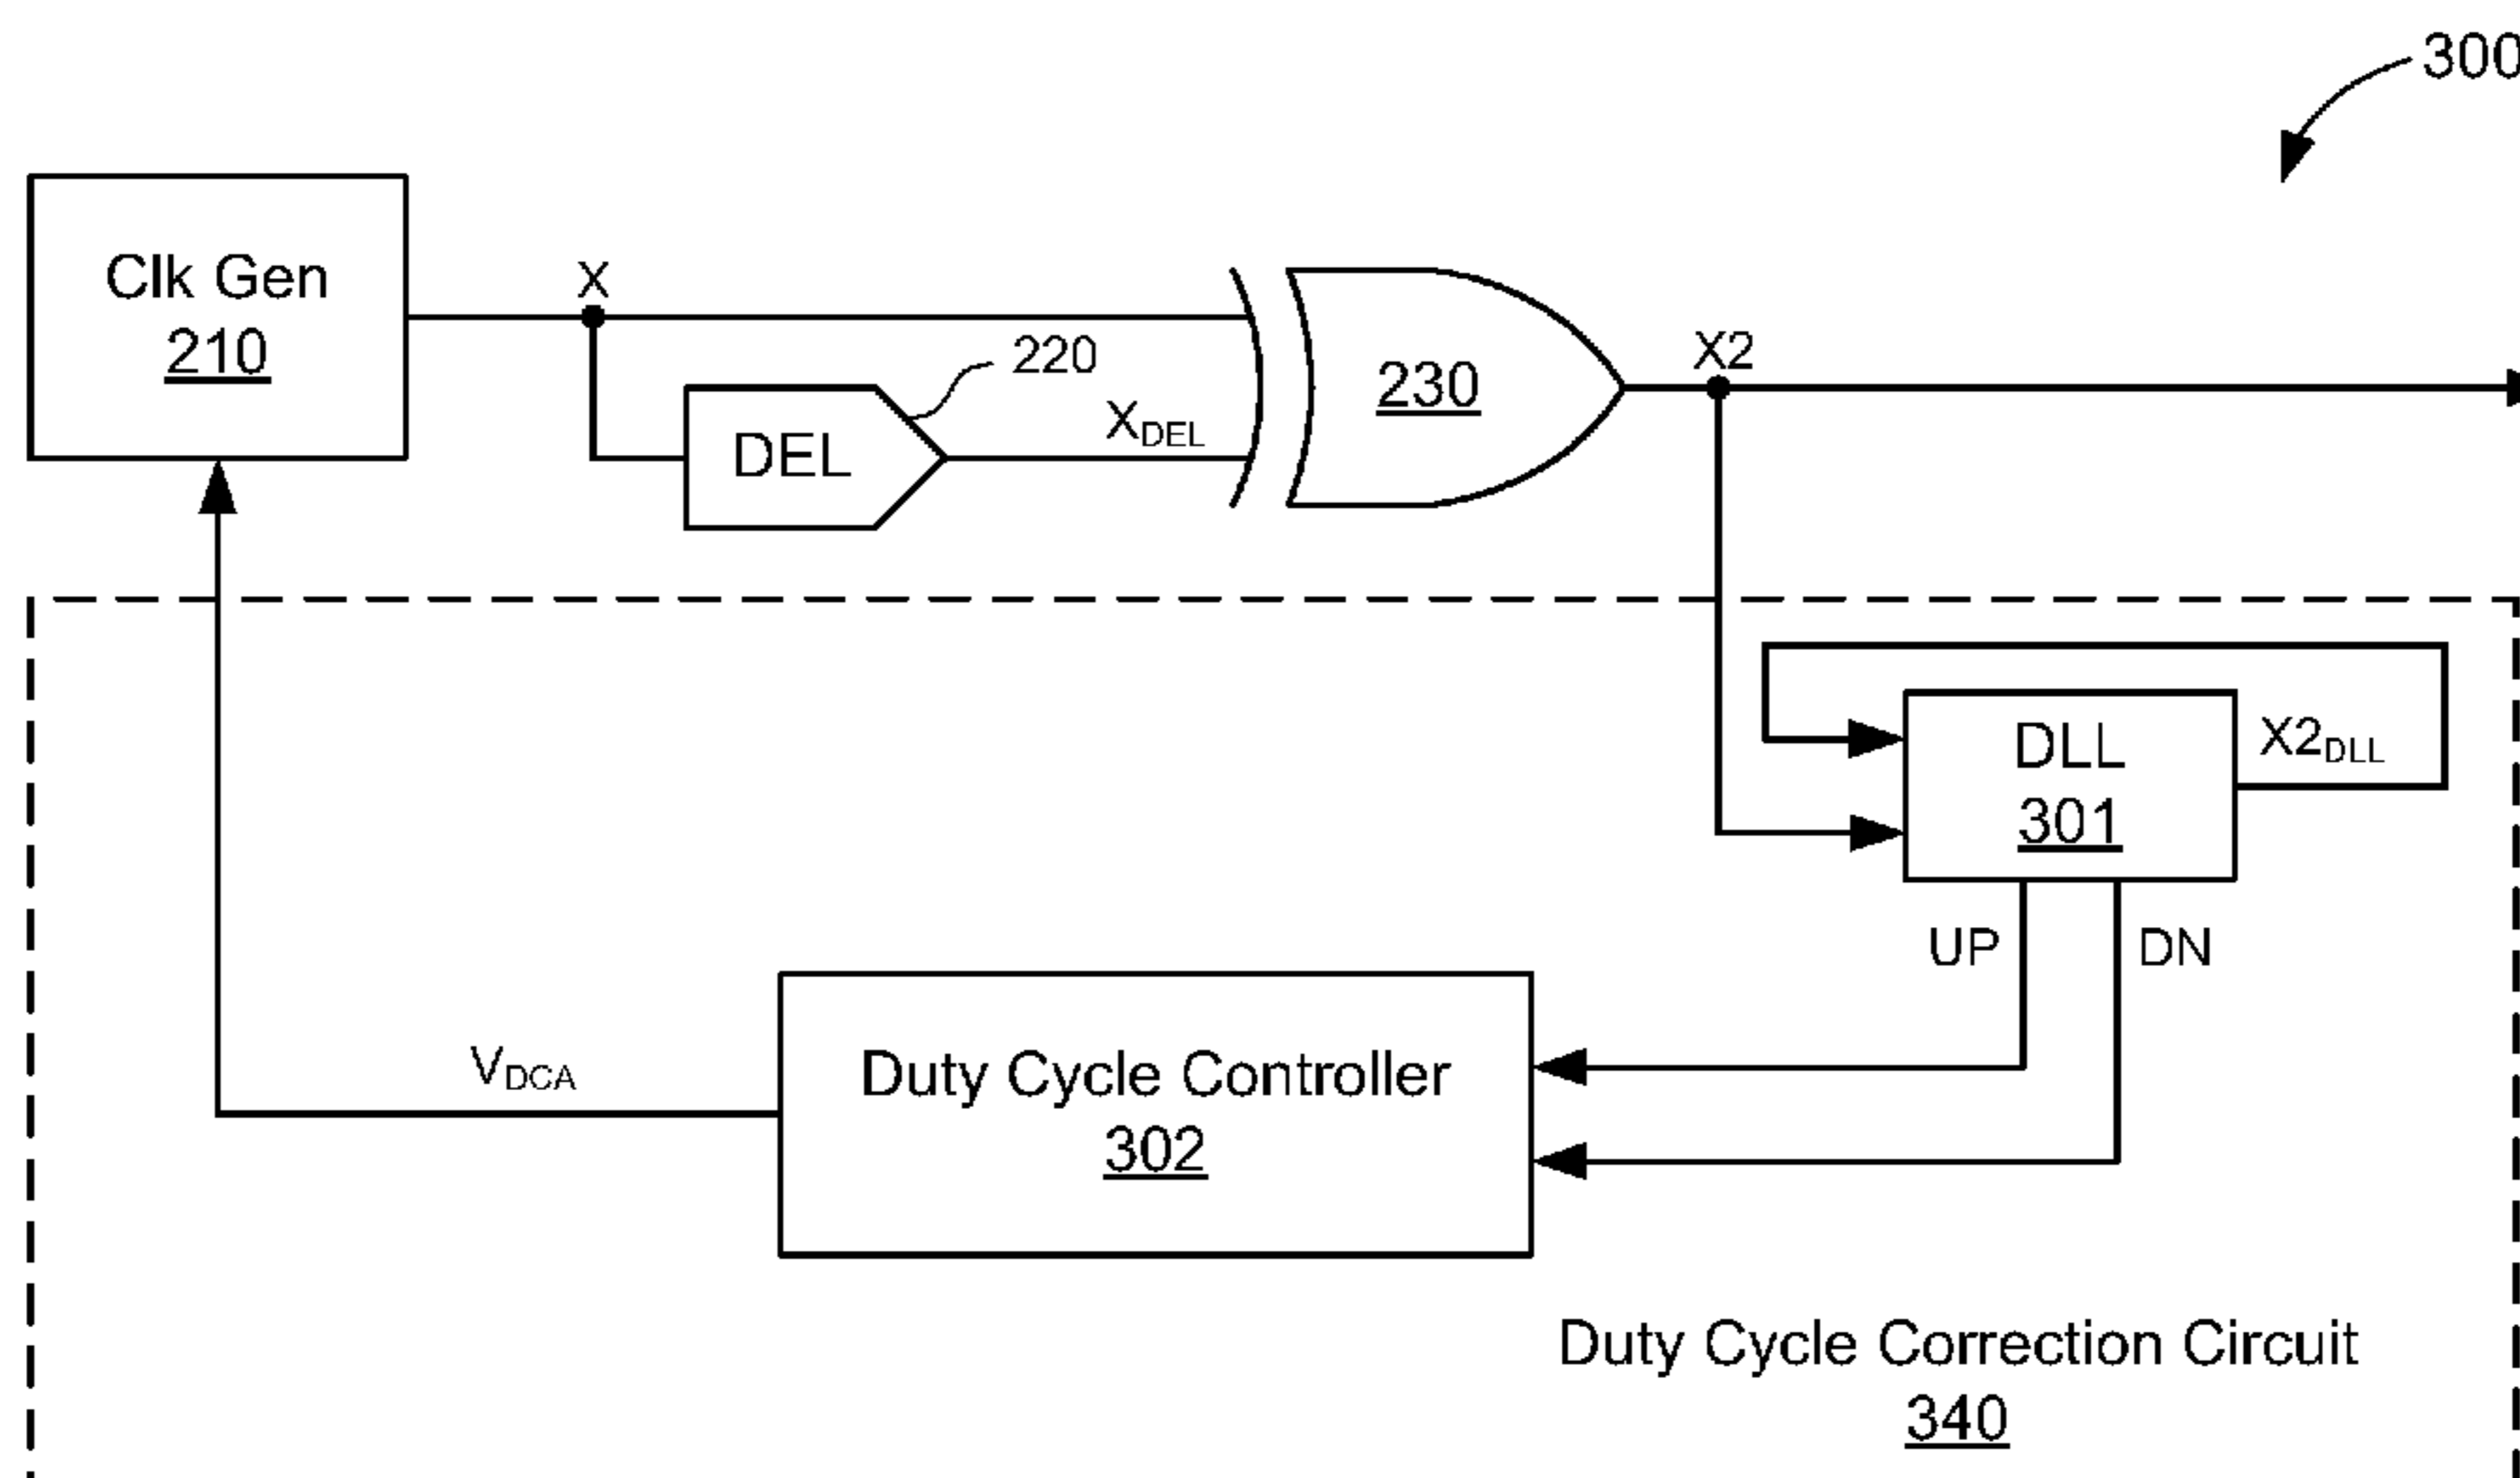 300
Clk Gen
210
X
220
DEL
XDEL
230
X2
DLL
301
X2DLL
UP
DN
VDCA
Duty Cycle Controller
302
Duty Cycle Correction Circuit
340